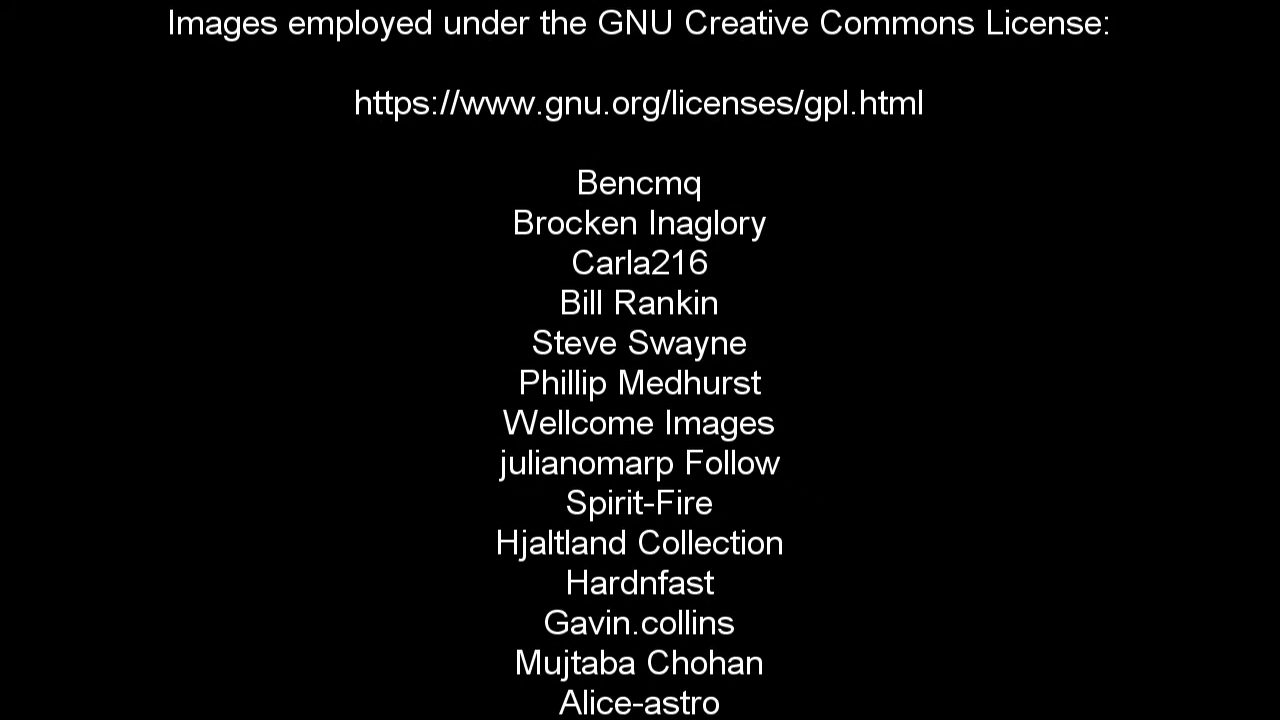 Images employed under the GNU Creative Commons License:
https://www.gnu.org/licenses/gpl.html
Bencmq
Brocken Inaglory
Carla216
Bill Rankin
Steve Swayne
Phillip Medhurst
Wellcome Images
julianomarp Follow
Spirit-Fire
Hjaltland Collection
Hardnfast
Gavin.collins
Mujtaba Chohan
Alice-astro